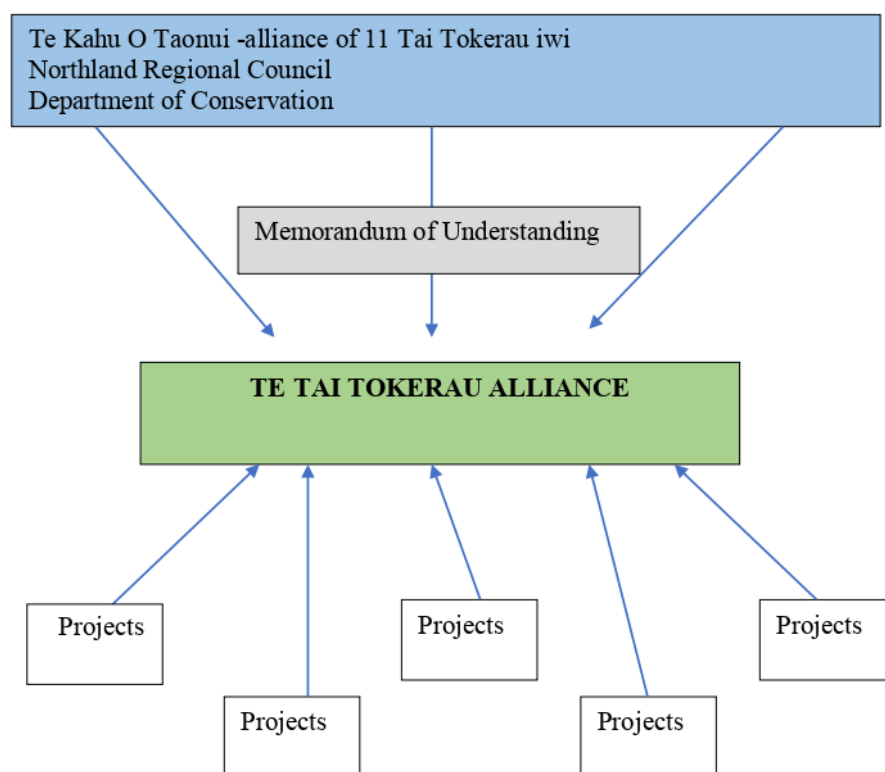 Te Kahu O Taonui -alliance of 11 Tai Tokerau iwi
Northland Regional Council
Department of Conservation
Memorandum of Understanding
TE TAI TOKERAU ALLIANCE
Projects
Projects
Projects
Projects
Projects